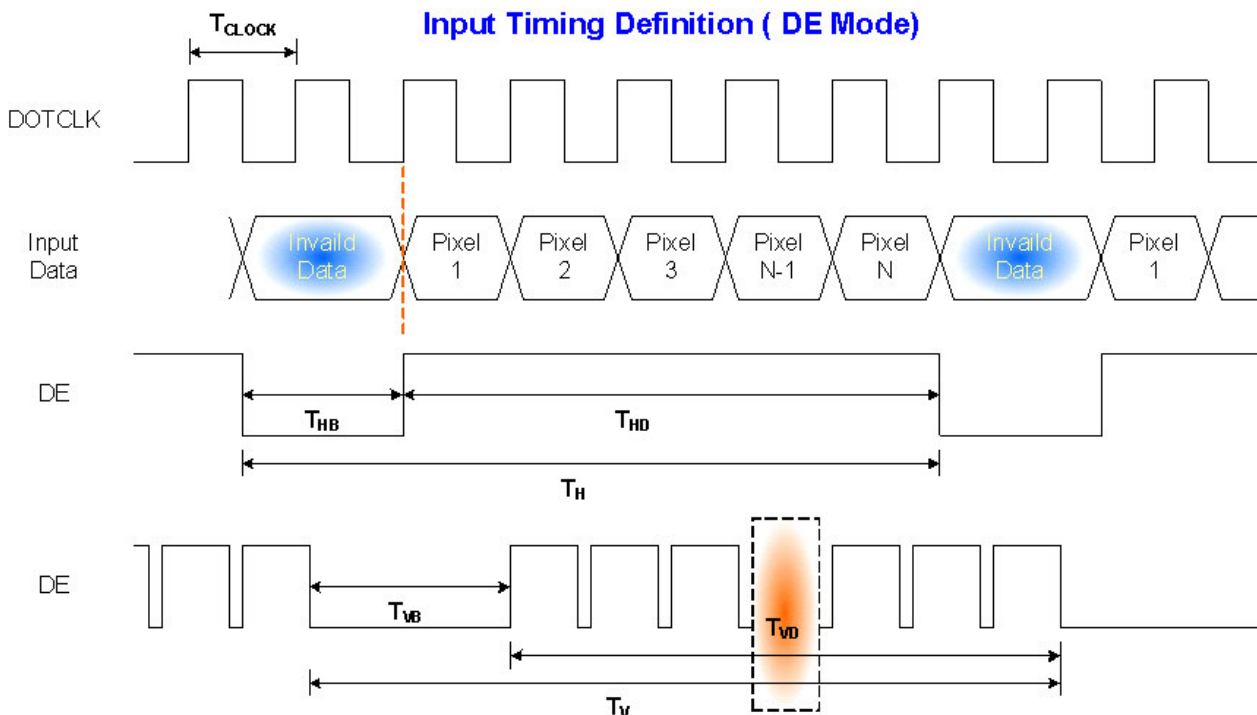 Input Timing Definition ( DE Mode)
TCLOCK
DOTCLK
Input
Data
Invaild
Data
Pixel
1
Pixel
2
Pixel
3
Pixel
N-1
Pixel
N
Invaild
Data
Pixel
1
DE
THB
THD
TH
DE
TVB
TVD
TV